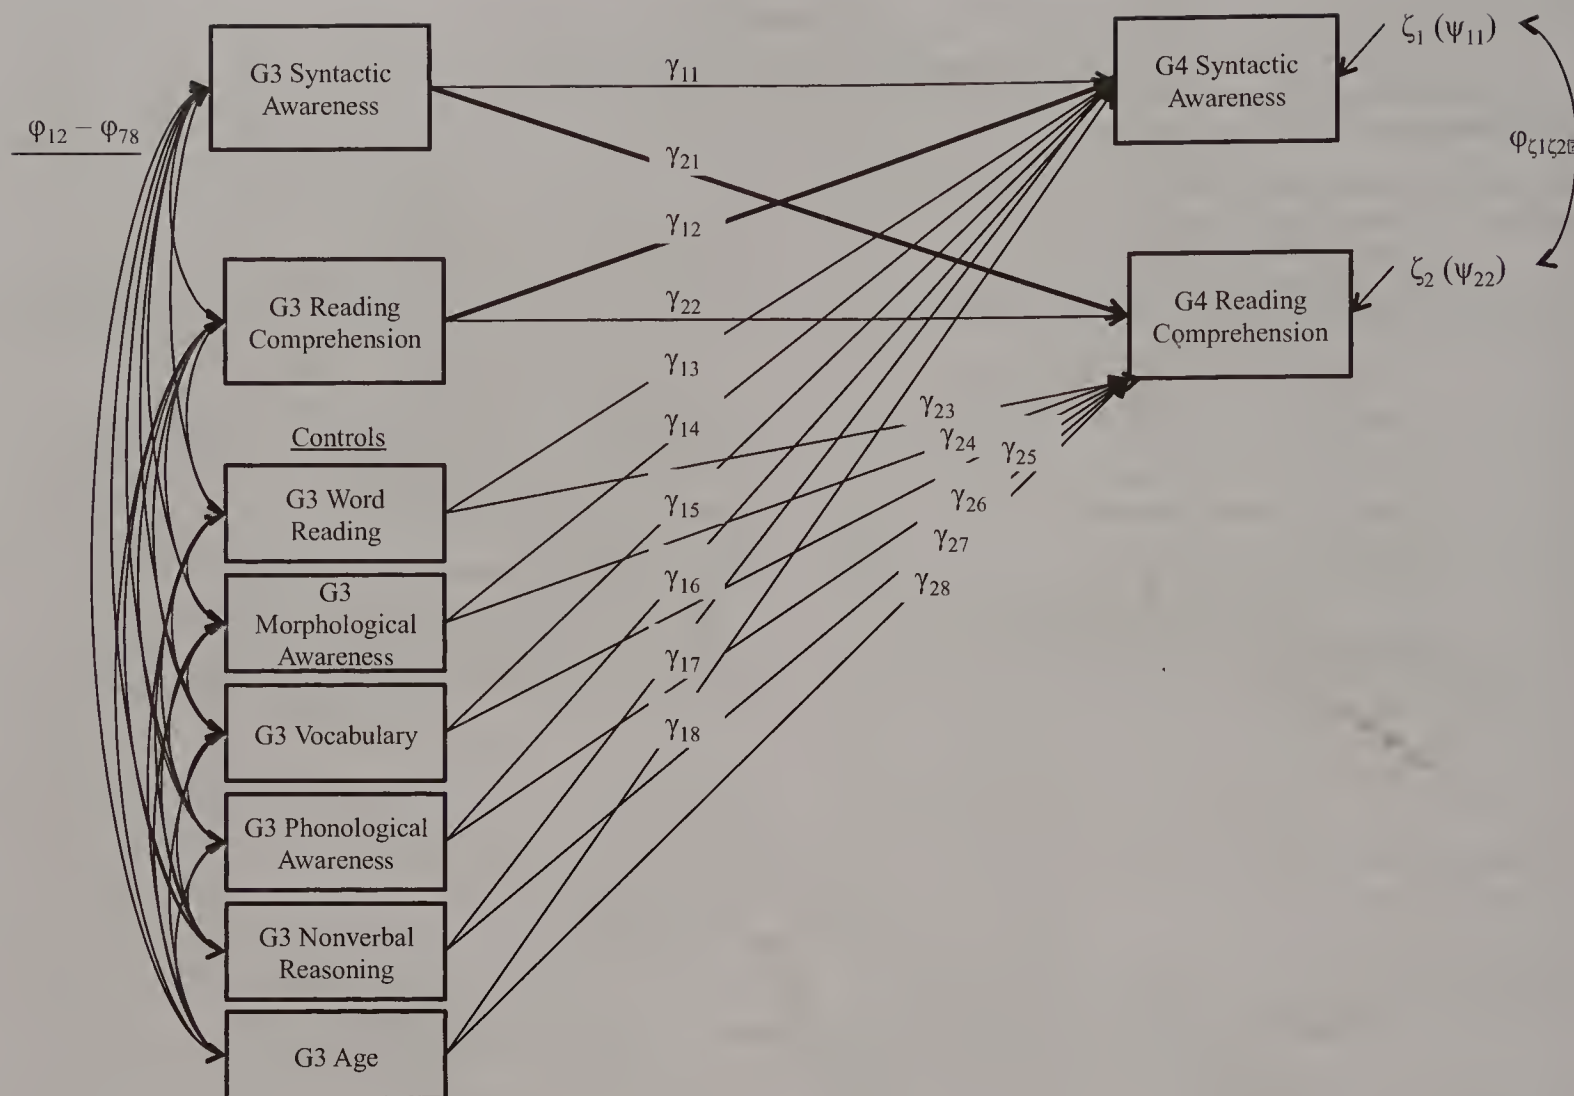 G3 Syntactic
Awareness
γ11
G4 Syntactic
Awareness
ζ1 (ψ11)
φ12 – φ78
γ21
φζ1ζ2
γ12
G3 Reading
Comprehension
γ22
G4 Reading
Comprehension
ζ2 (ψ22)
γ13
γ23
Controls
γ14
γ24
γ25
G3 Word
Reading
γ15
γ26
γ27
G3
Morphological
Awareness
γ16
γ28
γ17
G3 Vocabulary
γ18
G3 Phonological
Awareness
G3 Nonverbal
Reasoning
G3 Age